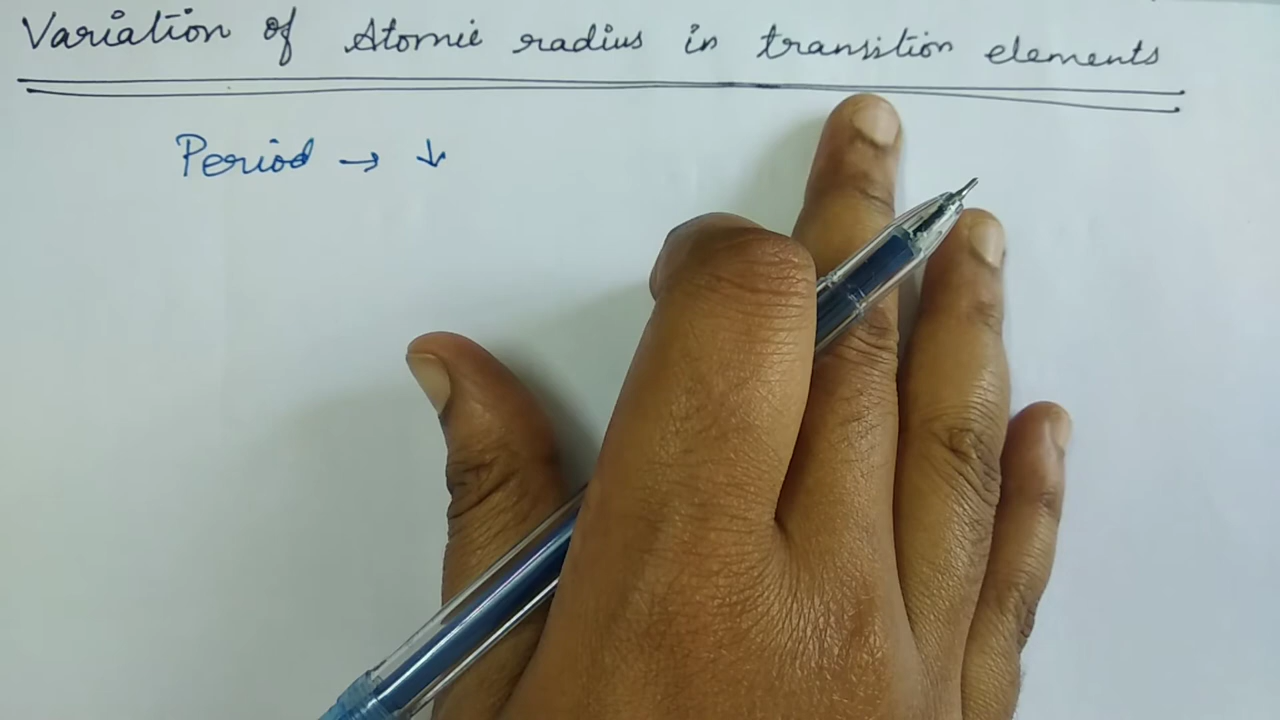 Variation of Atomic radius in transition elements
Period → ↓